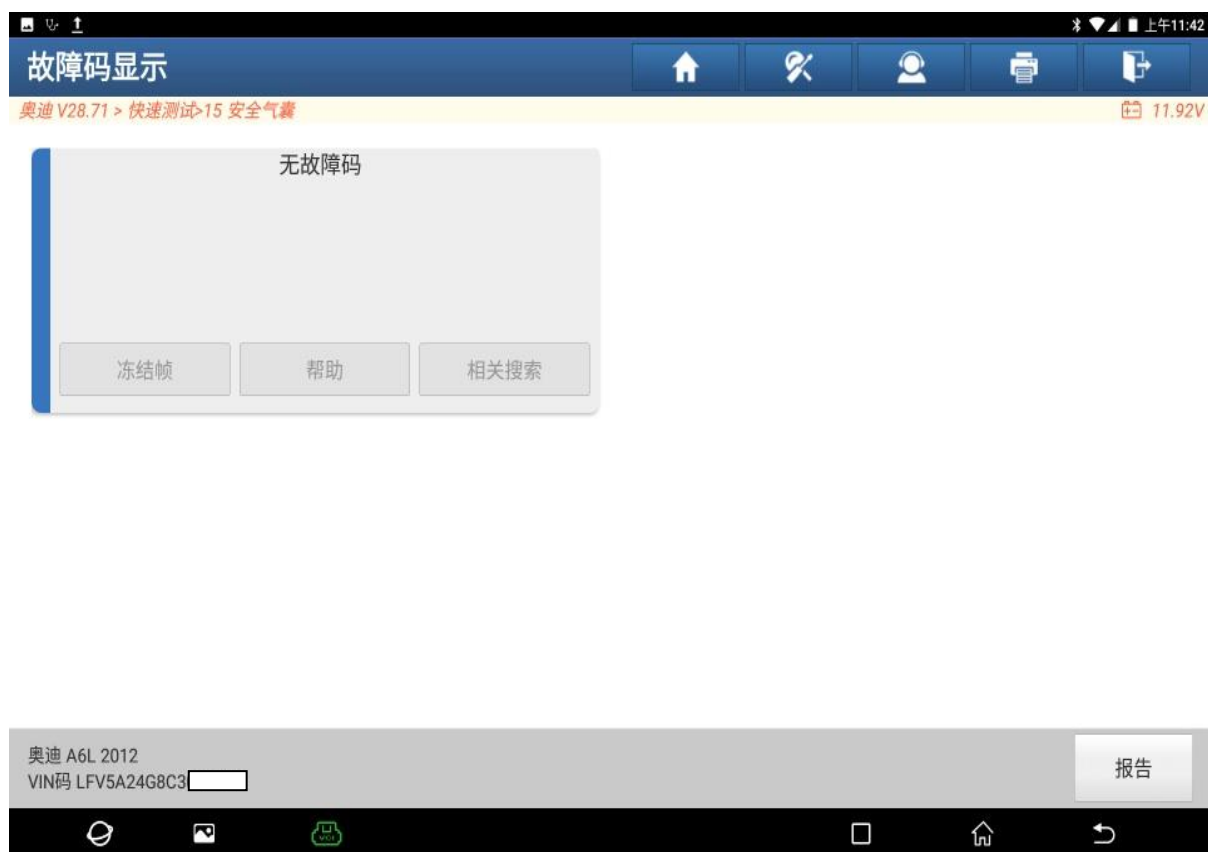 上午11:42
故障码显示
奥迪 V28.71 > 快速测试>15 安全气囊
11.92V
无故障码
冻结帧
帮助
相关搜索
奥迪 A6L 2012
VIN码 LFV5A24G8C3
报告
VCI